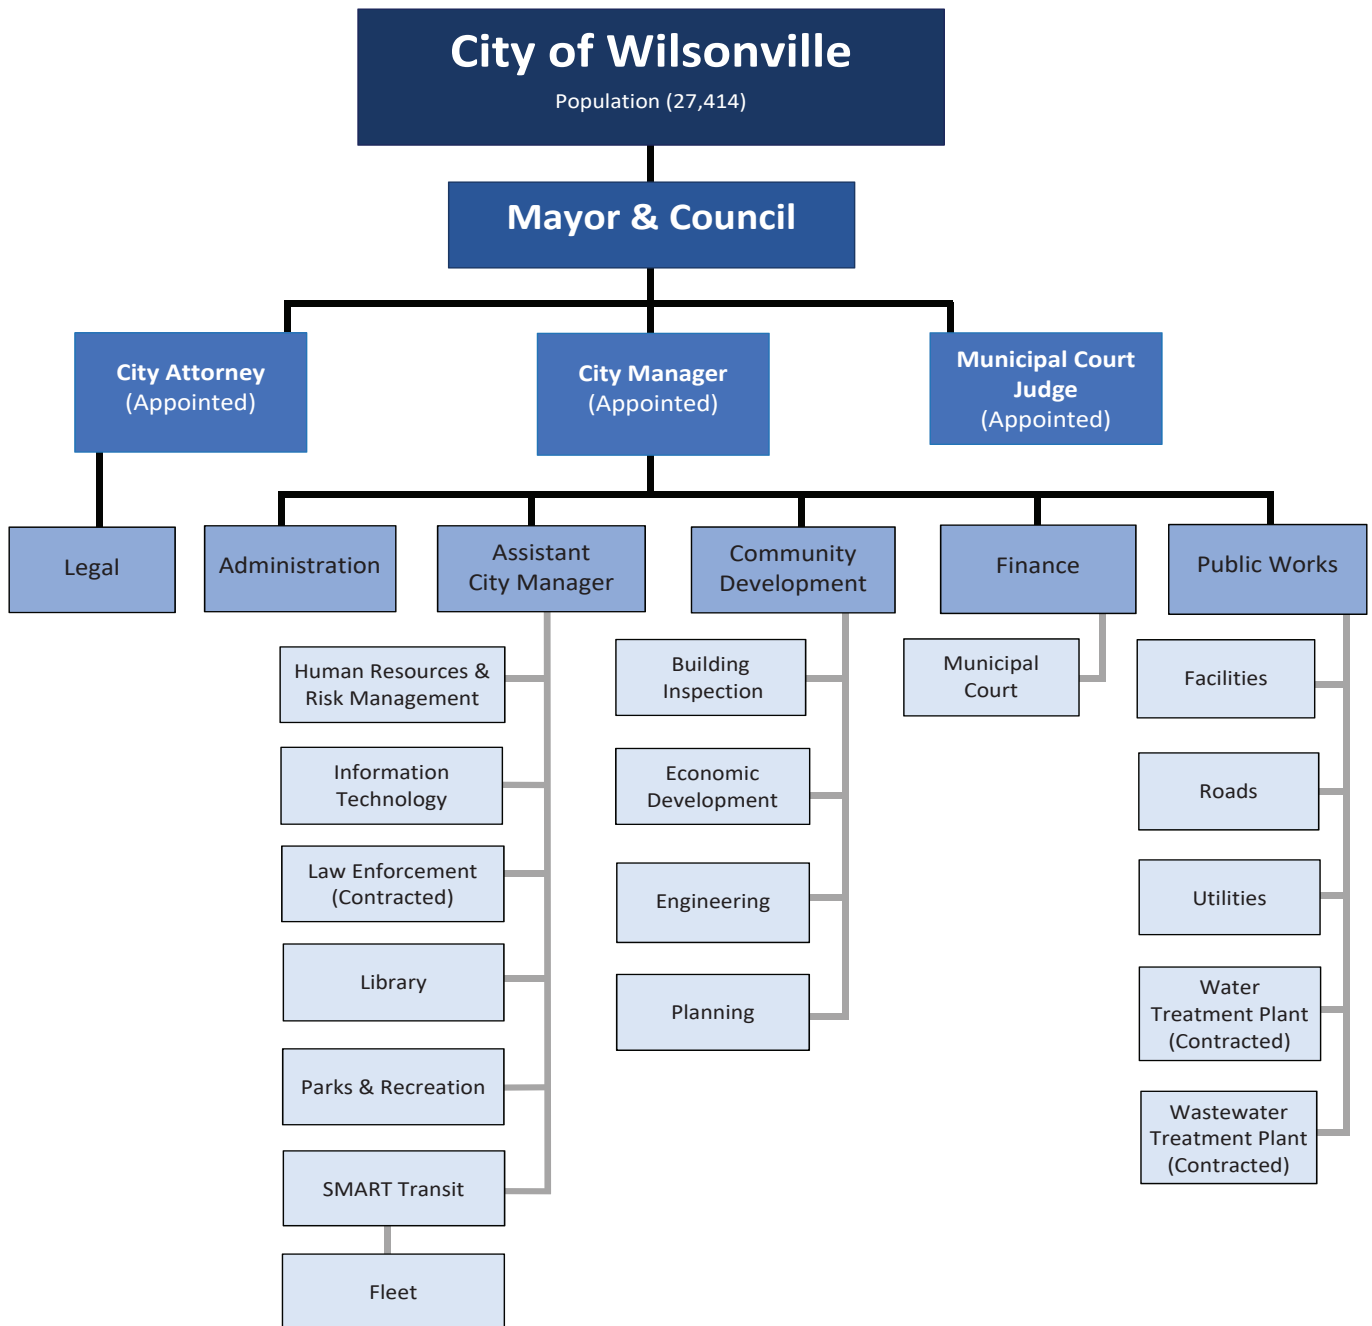 City of Wilsonville
Population (27,414)
Mayor & Council
City Attorney
(Appointed)
City Manager
(Appointed)
Municipal Court
Judge
(Appointed)
Legal
Administration
Assistant
City Manager
Community
Development
Finance
Public Works
Human Resources &
Risk Management
Information
Technology
Law Enforcement
(Contracted)
Library
Parks & Recreation
SMART Transit
Fleet
Building
Inspection
Economic
Development
Engineering
Planning
Municipal
Court
Facilities
Roads
Utilities
Water
Treatment Plant
(Contracted)
Wastewater
Treatment Plant
(Contracted)